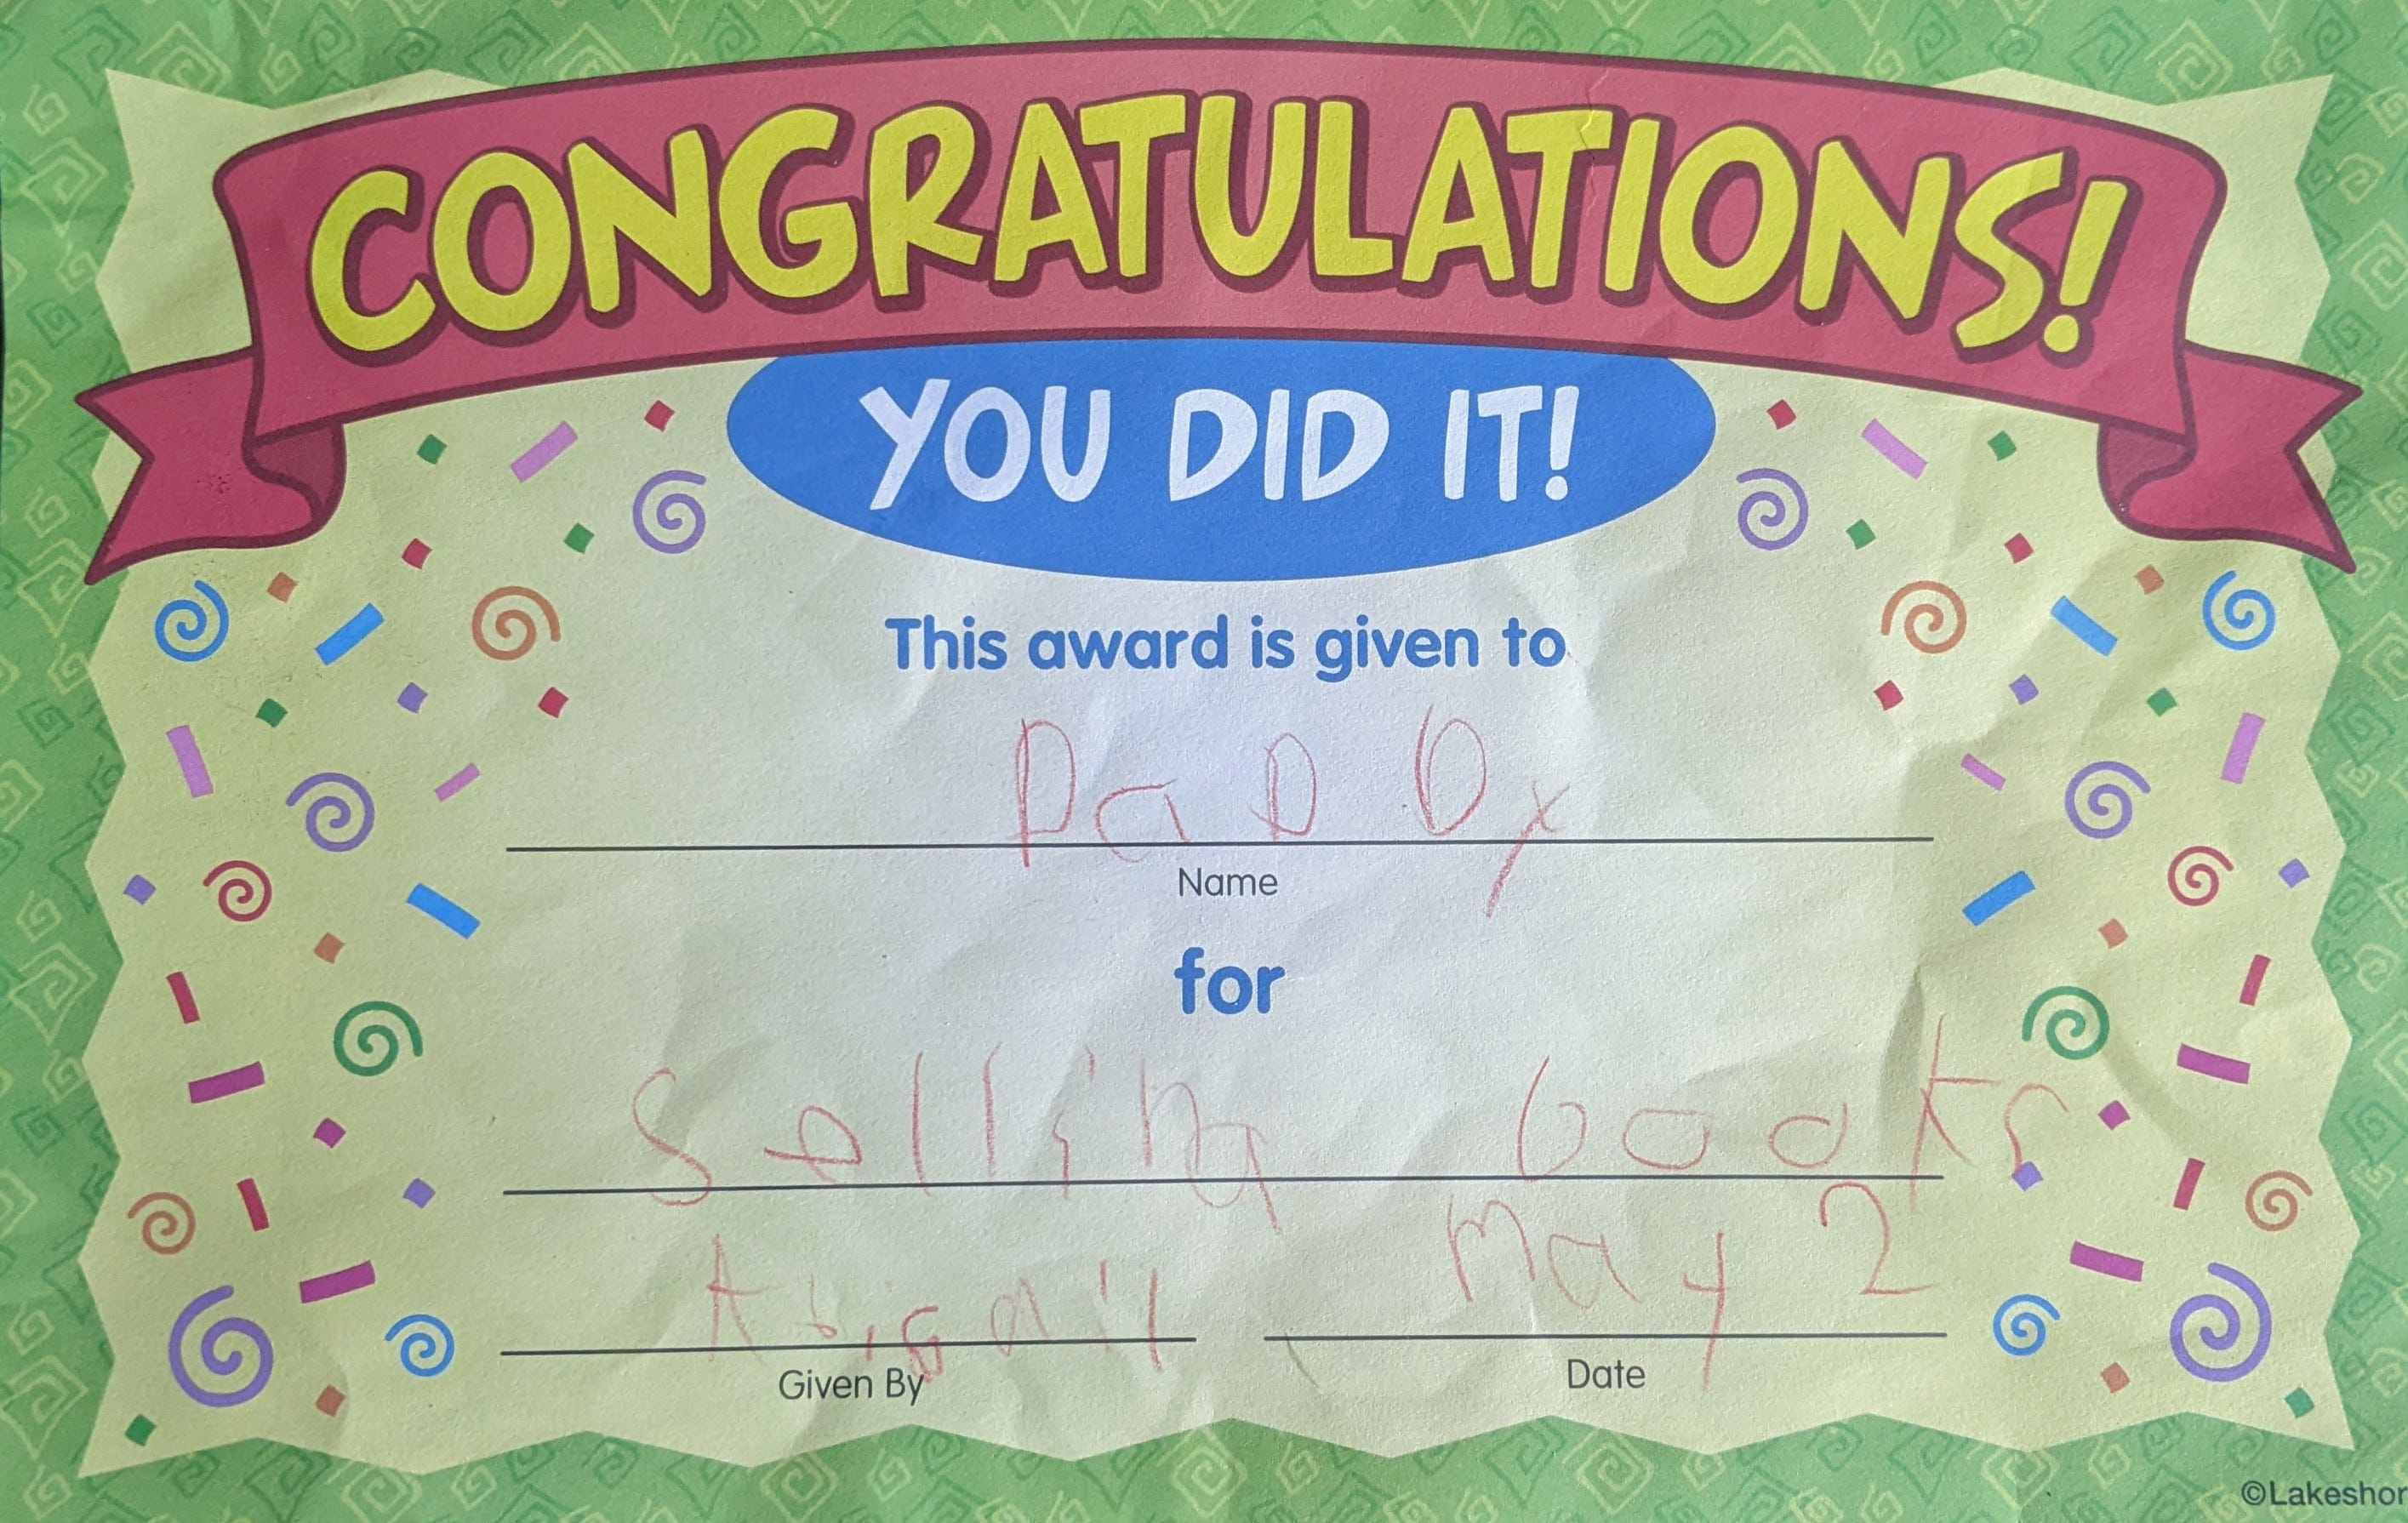 CONGRATULATIONS!
YOU DID IT!
This award is given to
Papa
Name
for
Selling books
Abigail May 2
Given By Date
©Lakeshor